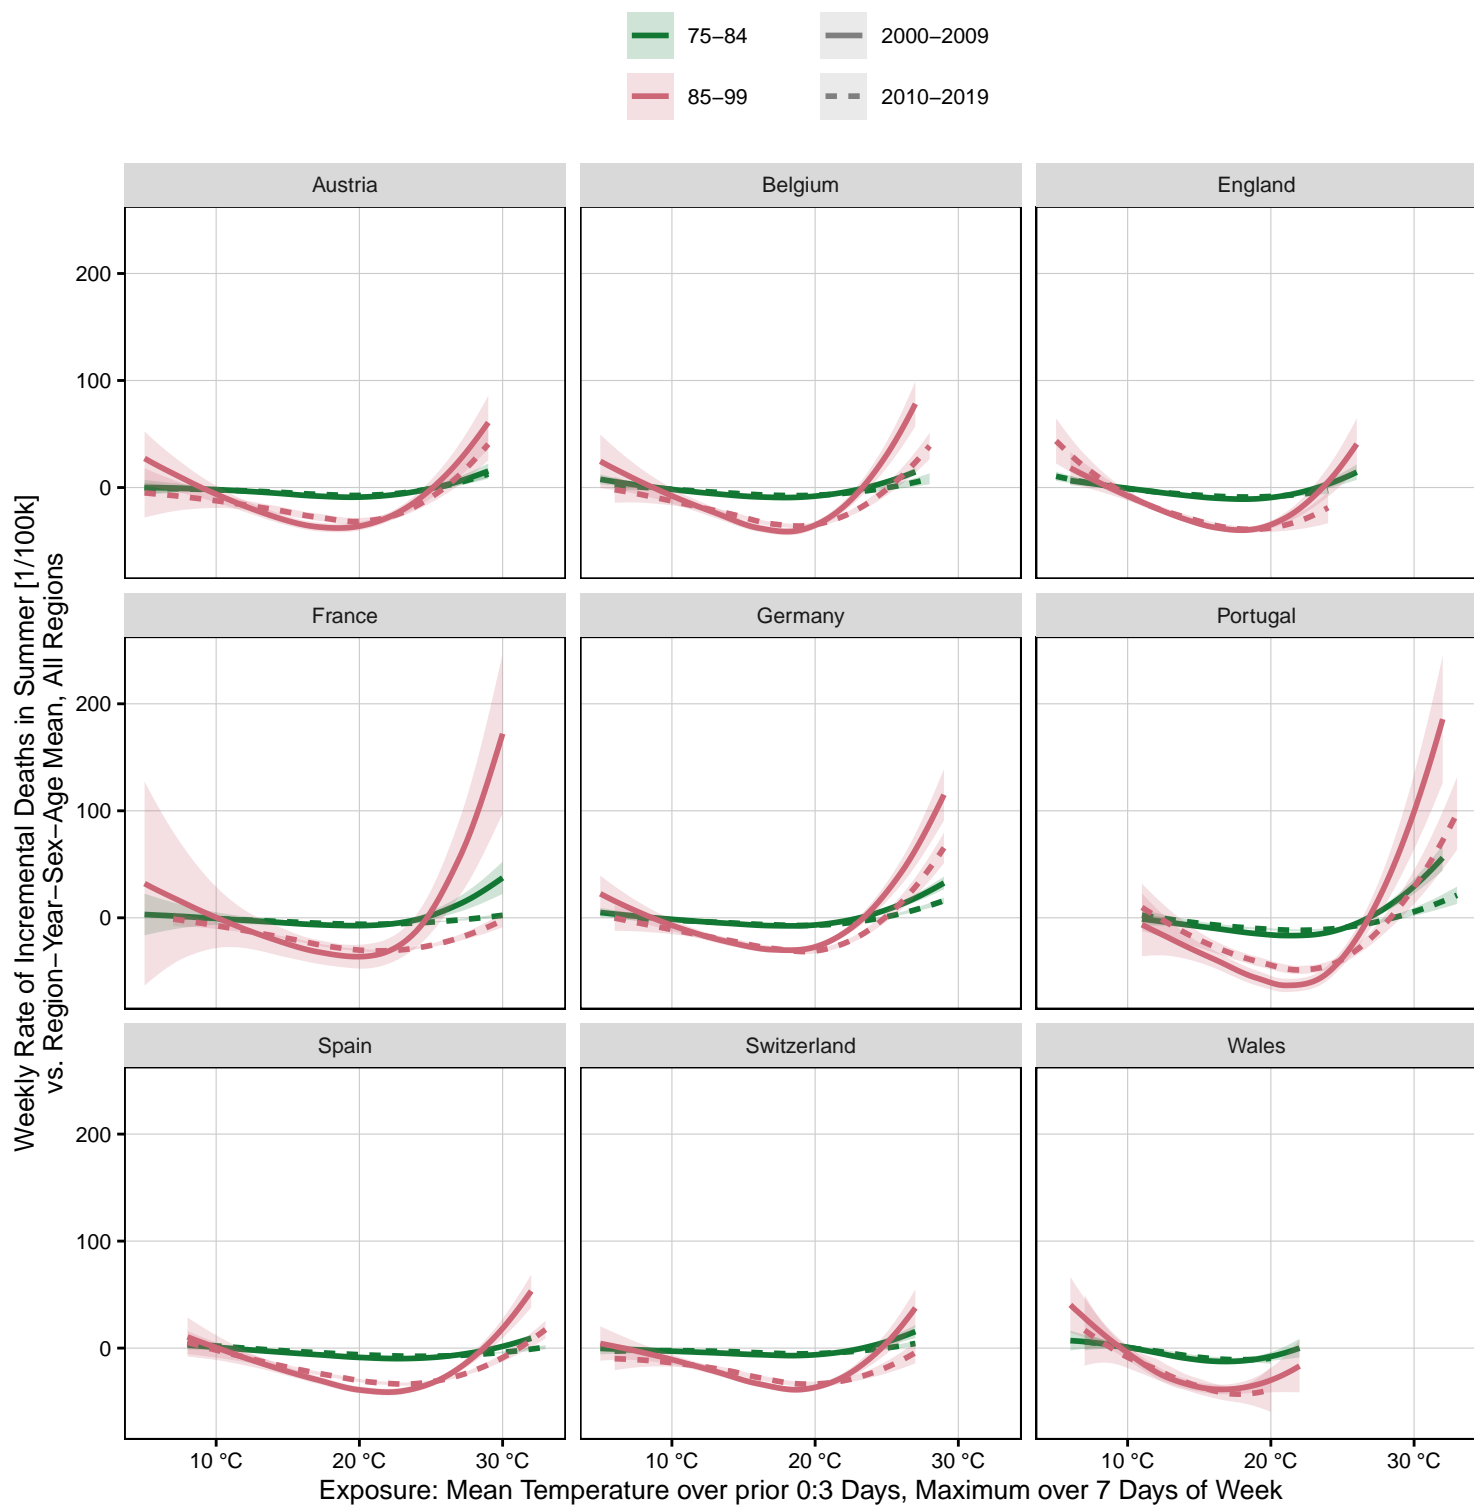 75−84
2000−2009
85−99
2010−2019
Austria
Belgium
England
200
100
0
France
Germany
Portugal
200
100
0
Spain
Switzerland
Wales
200
100
0
10 °C
20 °C
30 °C
10 °C
20 °C
30 °C
10 °C
20 °C
30 °C
Weekly Rate of Incremental Deaths in Summer [1/100k]
vs. Region−Year−Sex−Age Mean, All Regions
Exposure: Mean Temperature over prior 0:3 Days, Maximum over 7 Days of Week